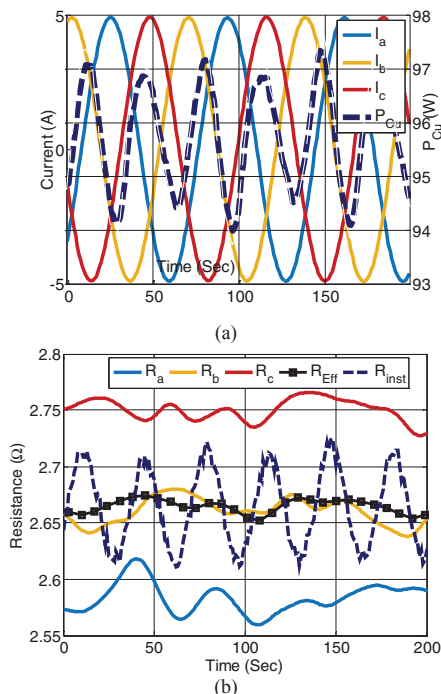 (a)
5
0
-5
Current (A)
98
97
96
95
94
93
P_Cu (W)
I_a
I_b
I_c
P_Cu
0
50
100
150
Time (Sec)
(a)
2.8
2.75
2.7
2.65
2.6
2.55
Resistance (Ω)
R_a R_b R_c R_Eff R_inst
0 50 100 150 200
Time (Sec)
(b)